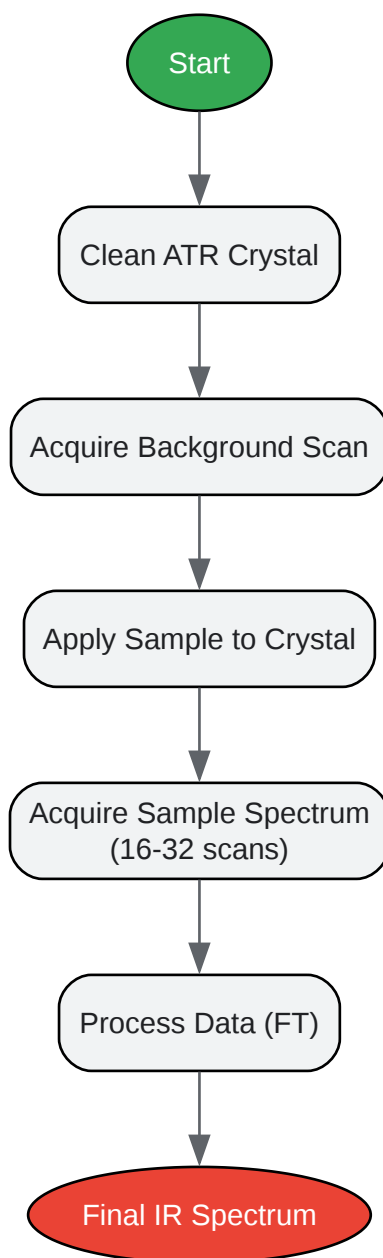 Start
Clean ATR Crystal
Acquire Background Scan
Apply Sample to Crystal
Acquire Sample Spectrum
(16-32 scans)
Process Data (FT)
Final IR Spectrum